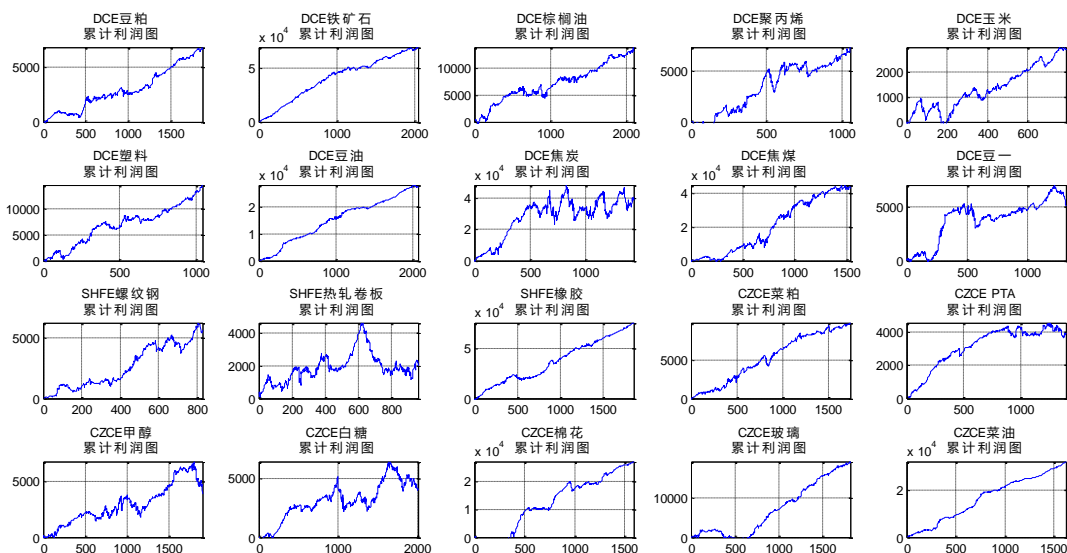 DCE豆粕
累计利润图
5000
0
0 500 1000 1500
DCE铁矿石
累计利润图
x 10^4
5
0
0 1000 2000
DCE棕榈油
累计利润图
10000
5000
0
0 500 1000 1500 2000
DCE聚丙烯
累计利润图
5000
0
0 500 1000
DCE玉米
累计利润图
2000
1000
0
0 200 400 600
DCE塑料
累计利润图
10000
5000
0
0 500 1000
DCE豆油
累计利润图
x 10^4
2
1
0
0 1000 2000
DCE焦炭
累计利润图
x 10^4
4
2
0
0 500 1000
DCE焦煤
累计利润图
x 10^4
4
2
0
0 500 1000 1500
DCE豆一
累计利润图
5000
0
0 500 1000
SHFE螺纹钢
累计利润图
5000
0
0 200 400 600 800
SHFE热轧卷板
累计利润图
4000
2000
0
0 200 400 600 800
SHFE橡胶
累计利润图
x 10^4
5
0
0 500 1000 1500
CZCE菜粕
累计利润图
5000
0
0 500 1000 1500
CZCE PTA
累计利润图
4000
2000
0
0 500 1000
CZCE甲醇
累计利润图
5000
0
0 500 1000 1500
CZCE白糖
累计利润图
5000
0
0 1000 2000
CZCE棉花
累计利润图
x 10^4
2
1
0
0 500 1000 1500
CZCE玻璃
累计利润图
10000
0
0 500 1000 1500
CZCE菜油
累计利润图
x 10^4
2
0
0 500 1000 1500